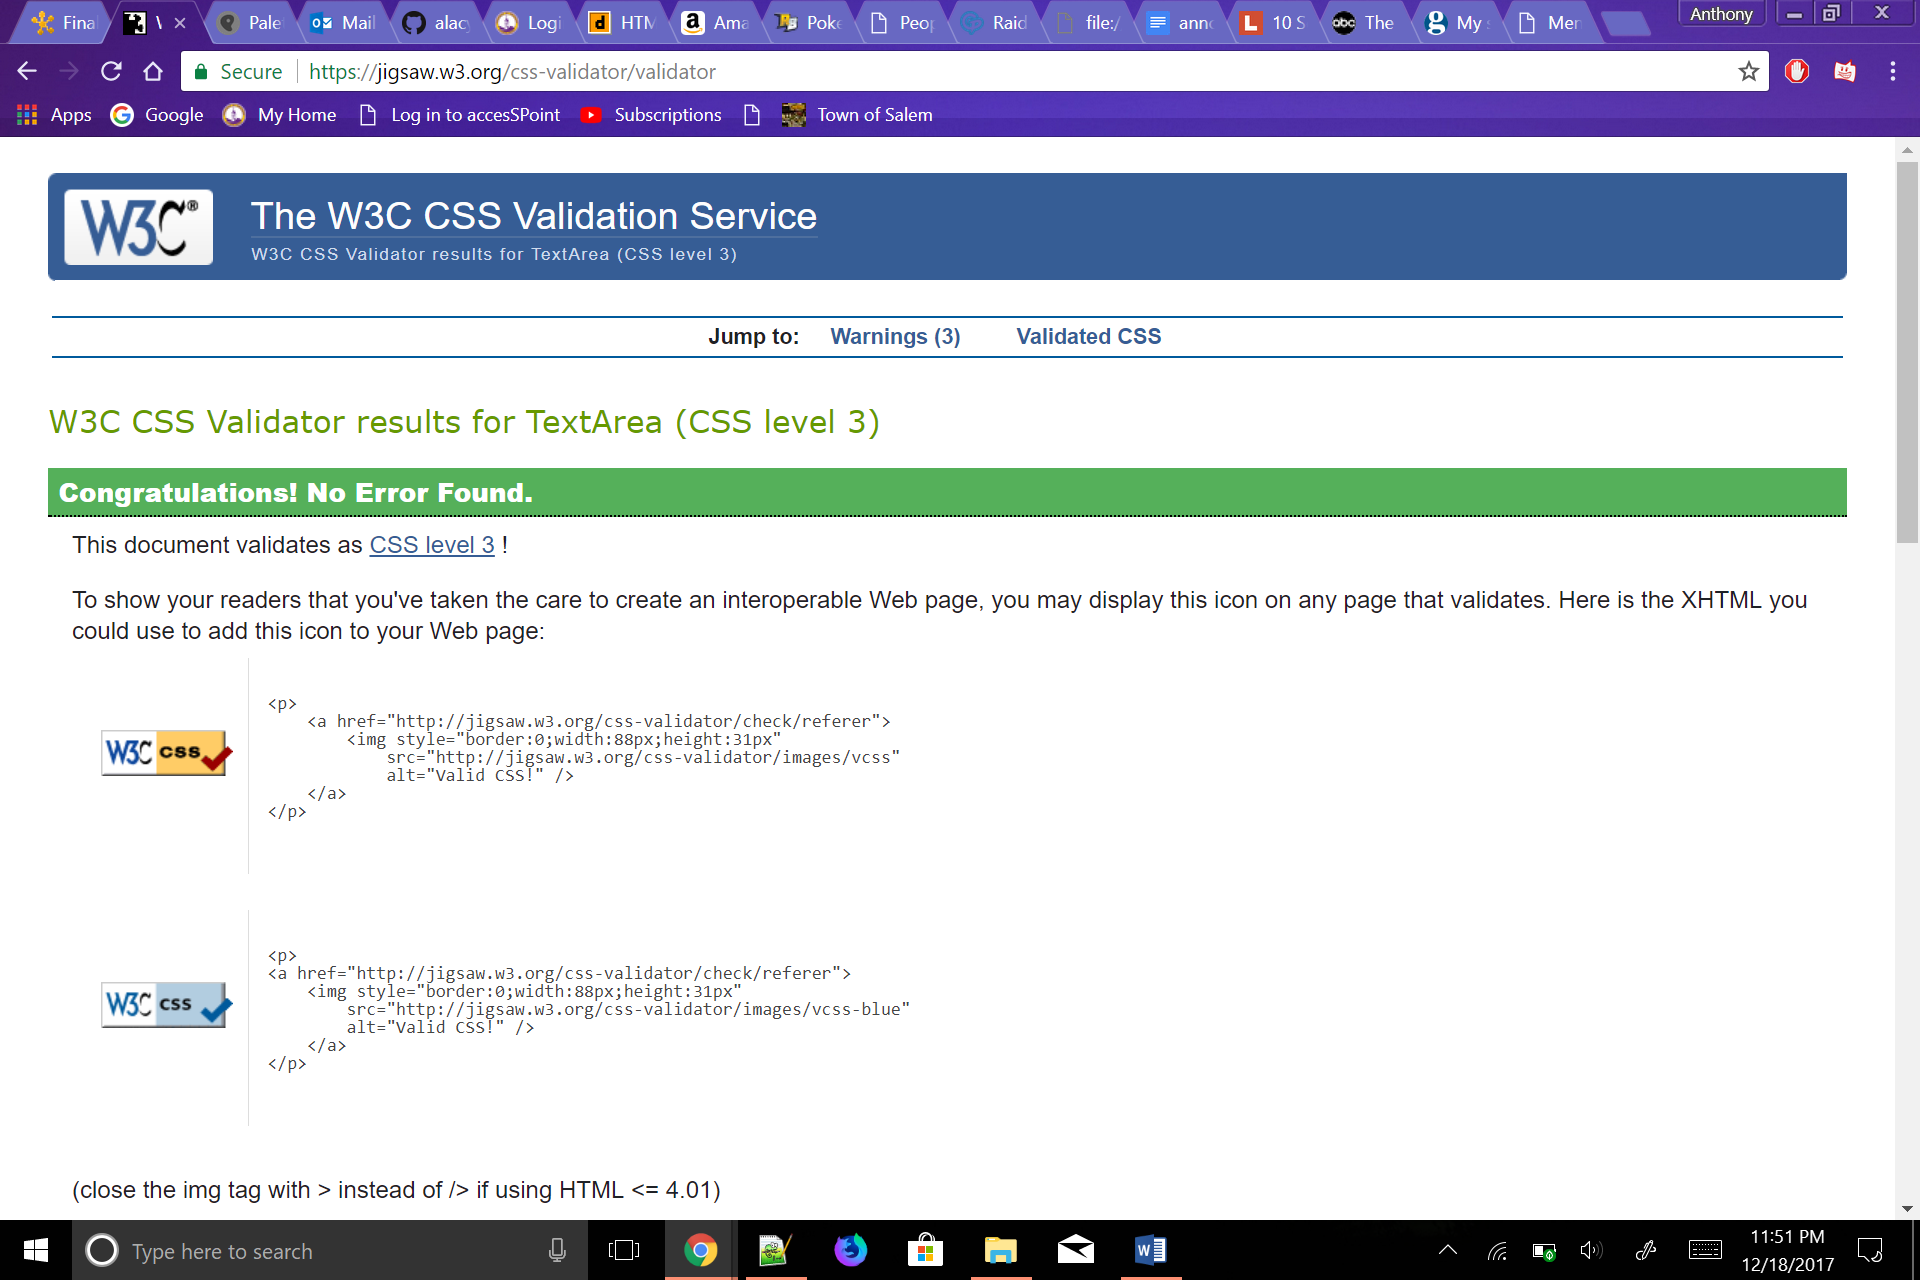 Fina
Pale
Mail
alac
Logi
HTM
Ama
Poke
Peop
Raid
file:/
anno
10 S
The
My
Mer
Anthony
Secure https://jigsaw.w3.org/css-validator/validator
Apps Google My Home Log in to accesSPoint Subscriptions Town of Salem
W3C®
The W3C CSS Validation Service
W3C CSS Validator results for TextArea (CSS level 3)
Jump to: Warnings (3) Validated CSS
W3C CSS Validator results for TextArea (CSS level 3)
Congratulations! No Error Found.
This document validates as CSS level 3 !
To show your readers that you've taken the care to create an interoperable Web page, you may display this icon on any page that validates. Here is the XHTML you
could use to add this icon to your Web page:
W3C css
<p>
<a href="http://jigsaw.w3.org/css-validator/check/referer">
<img style="border:0;width:88px;height:31px"
src="http://jigsaw.w3.org/css-validator/images/vcss"
alt="Valid CSS!" />
</a>
</p>
W3C css
<p>
<a href="http://jigsaw.w3.org/css-validator/check/referer">
<img style="border:0;width:88px;height:31px"
src="http://jigsaw.w3.org/css-validator/images/vcss-blue"
alt="Valid CSS!" />
</a>
</p>
(close the img tag with > instead of /> if using HTML <= 4.01)
Type here to search
11:51 PM
12/18/2017